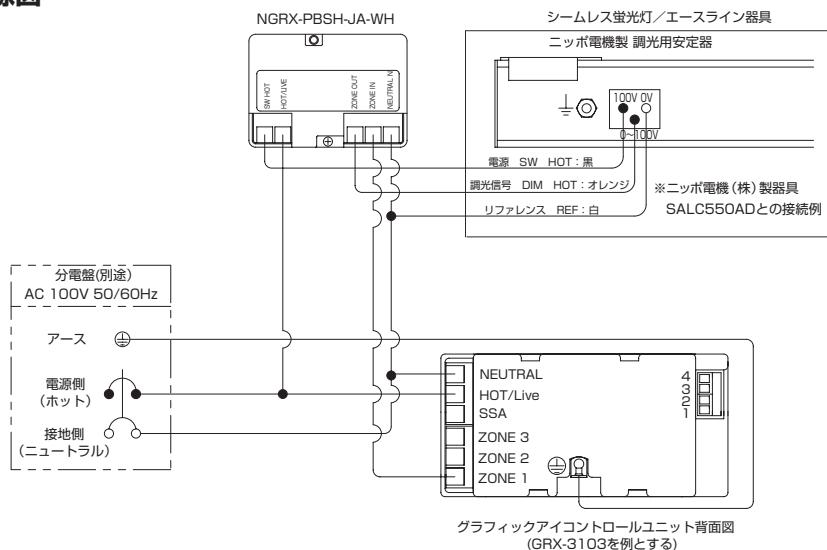 NGRX-PBSH-JA-WH
シームレス蛍光灯／エースライン器具
ニッポ電機製 調光用安定器
SW HOT
HOT/LIVE
ZONE OUT
ZONE IN
NEUTRAL N
100V 0V
0～100V
電源 SW HOT：黒
調光信号 DIM HOT：オレンジ
リファレンス REF：白
※ニッポ電機(株)製器具
SALC550ADとの接続例
分電盤(別途)
AC 100V 50/60Hz
アース
電源側
(ホット)
接地側
(ニュートラル)
NEUTRAL
HOT/Live
SSA
ZONE 3
ZONE 2
ZONE 1
4
3
2
1
グラフィックアイコントロールユニット背面図
(GRX-3103を例とする)